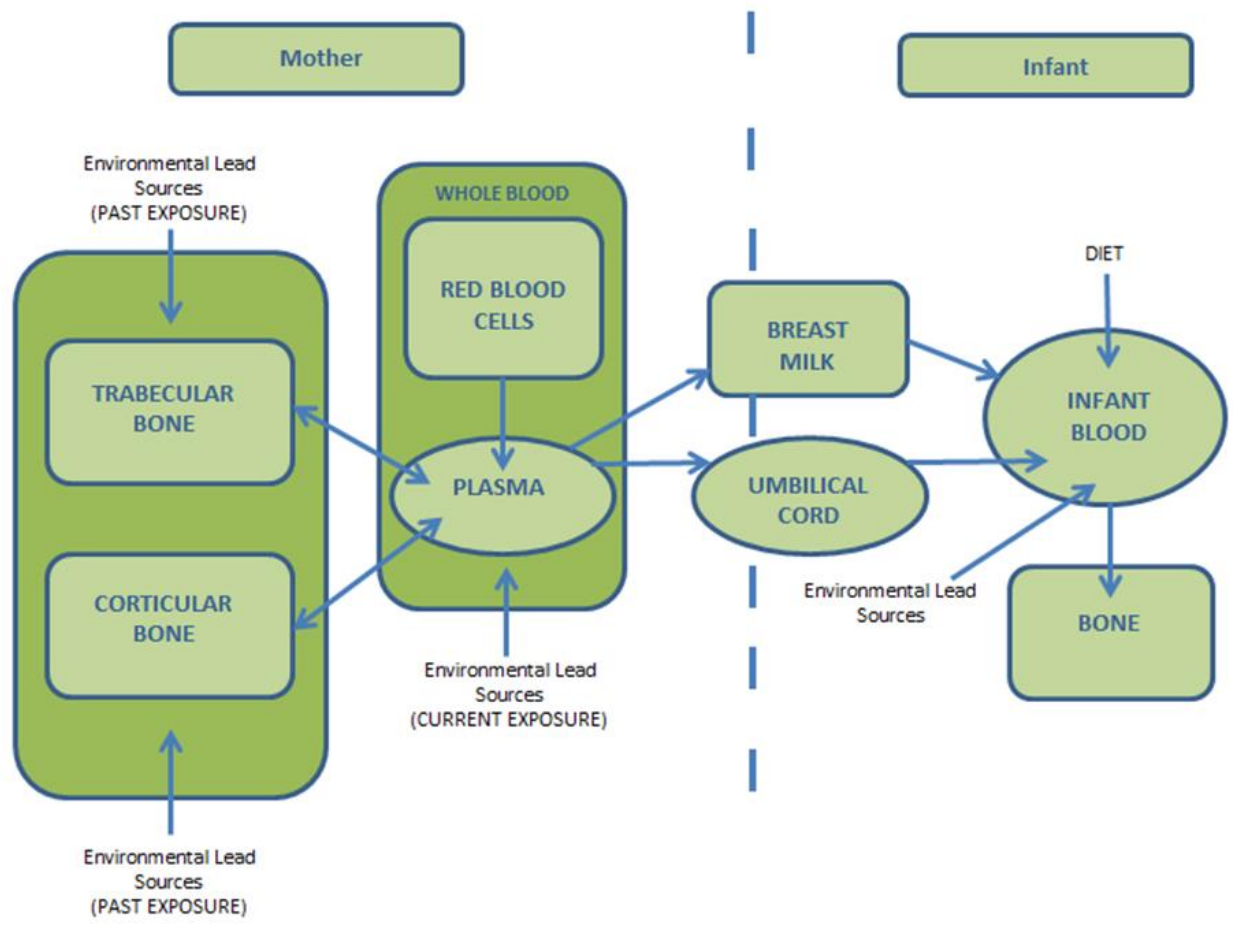 Mother
Infant
Environmental Lead
Sources
(PAST EXPOSURE)
WHOLE BLOOD
RED BLOOD
CELLS
DIET
BREAST
MILK
TRABECULAR
BONE
INFANT
BLOOD
PLASMA
UMBILICAL
CORD
CORTICULAR
BONE
Environmental Lead
Sources
BONE
Environmental Lead
Sources
(CURRENT EXPOSURE)
Environmental Lead
Sources
(PAST EXPOSURE)